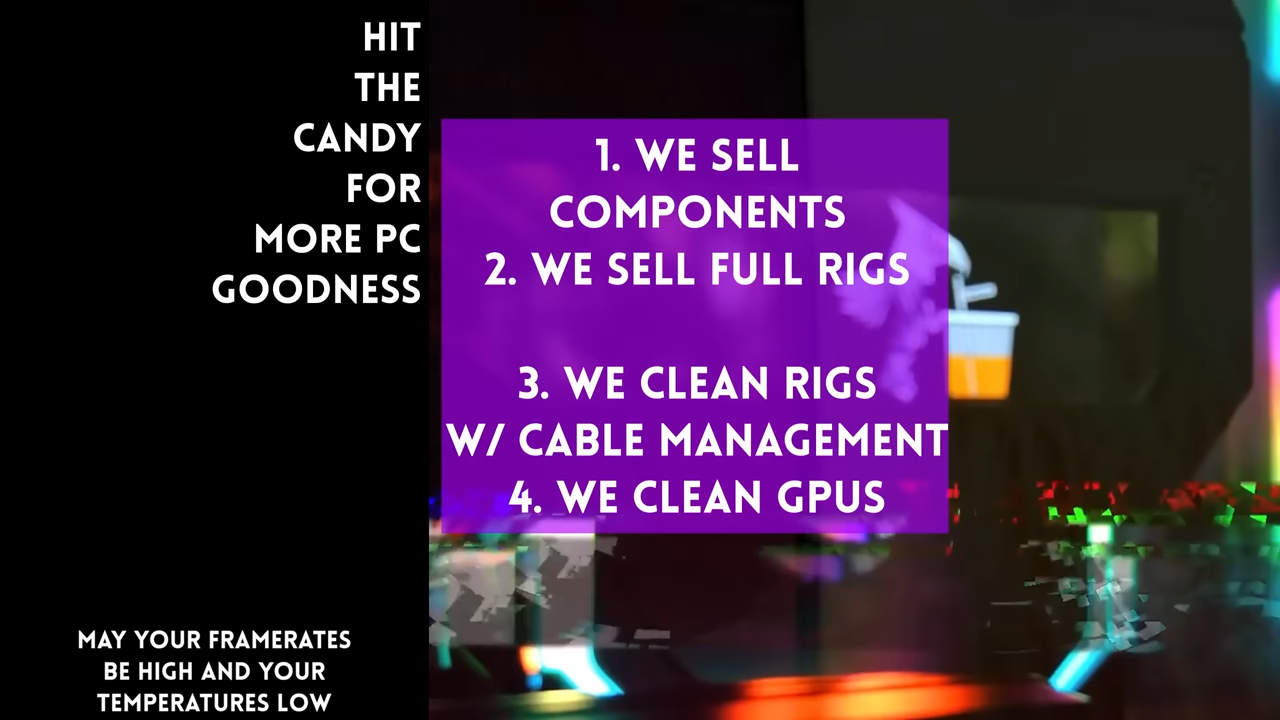 HIT
THE
CANDY
FOR
MORE PC
GOODNESS
1. WE SELL
COMPONENTS
2. WE SELL FULL RIGS
3. WE CLEAN RIGS
W/ CABLE MANAGEMENT
4. WE CLEAN GPUS
MAY YOUR FRAMERATES
BE HIGH AND YOUR
TEMPERATURES LOW